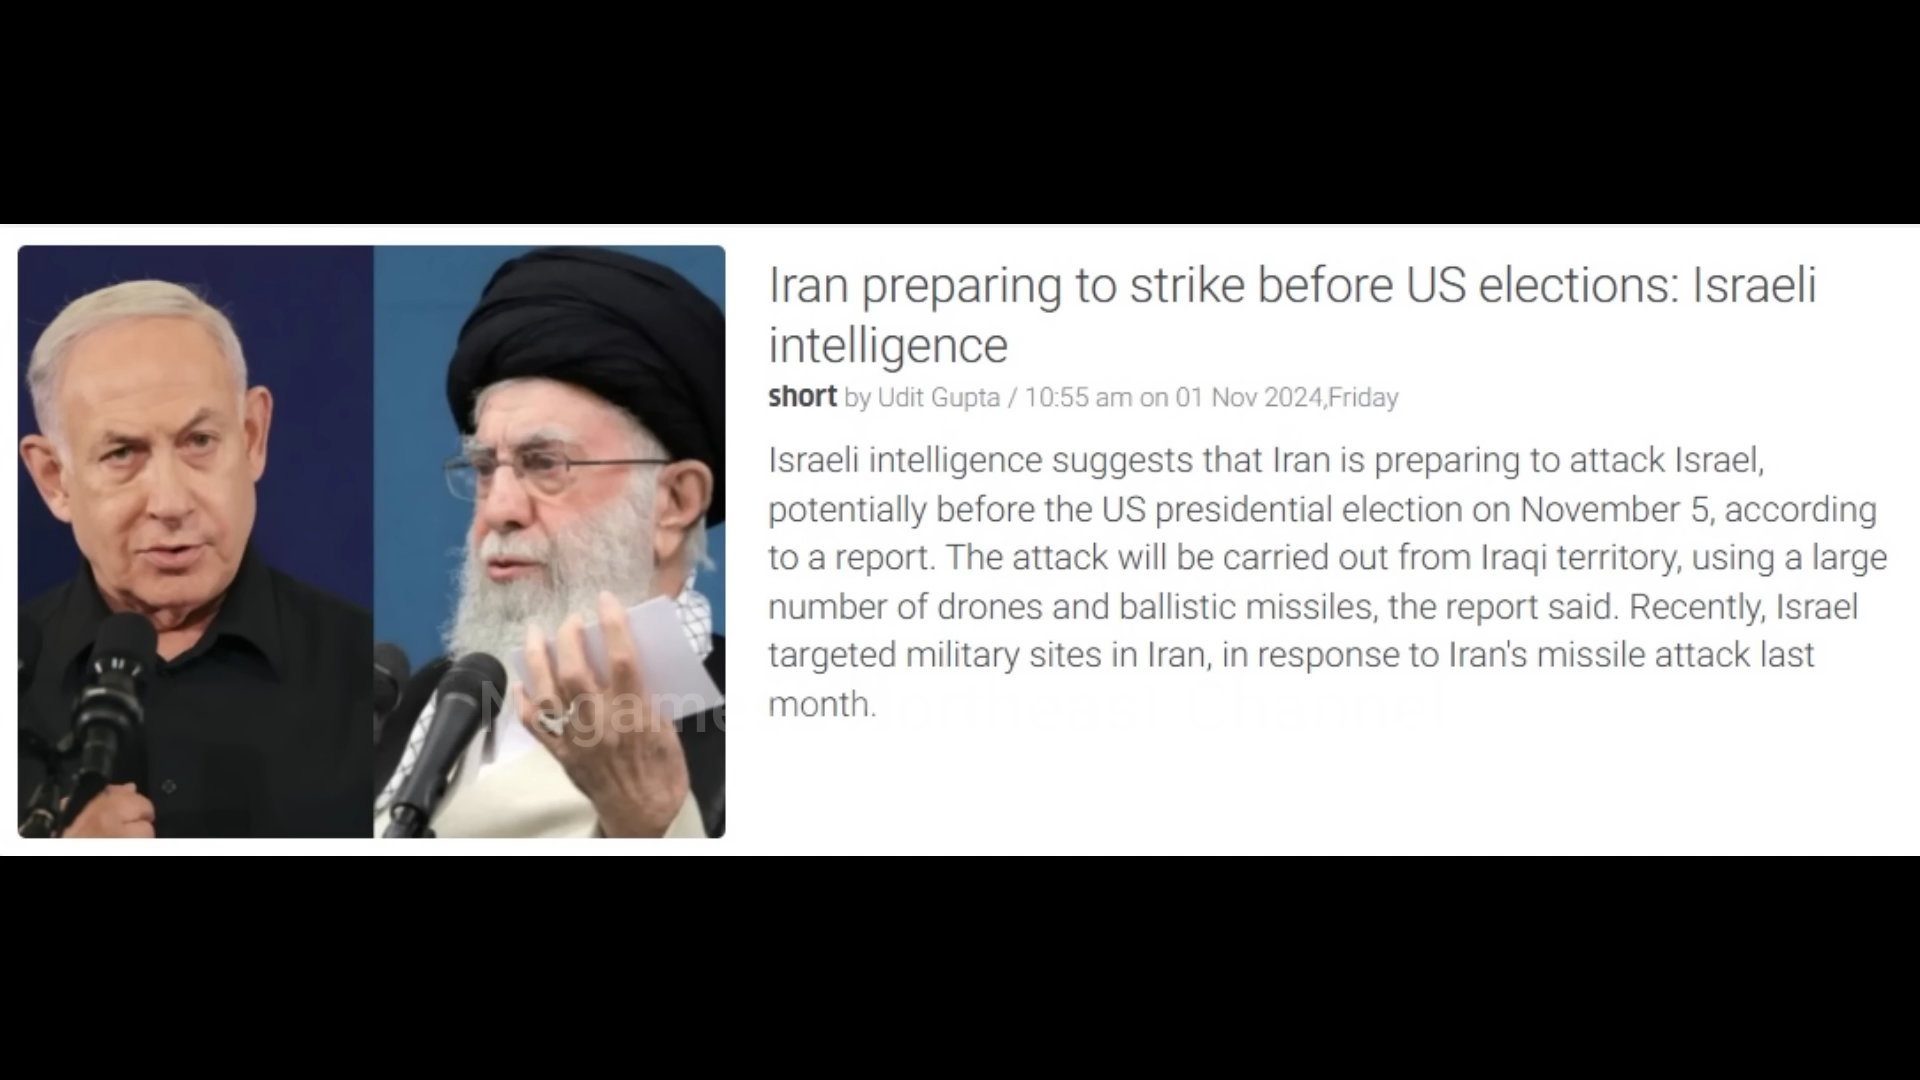 Iran preparing to strike before US elections: Israeli
intelligence
short by Udit Gupta / 10:55 am on 01 Nov 2024,Friday
Israeli intelligence suggests that Iran is preparing to attack Israel,
potentially before the US presidential election on November 5, according
to a report. The attack will be carried out from Iraqi territory, using a large
number of drones and ballistic missiles, the report said. Recently, Israel
targeted military sites in Iran, in response to Iran's missile attack last
month.